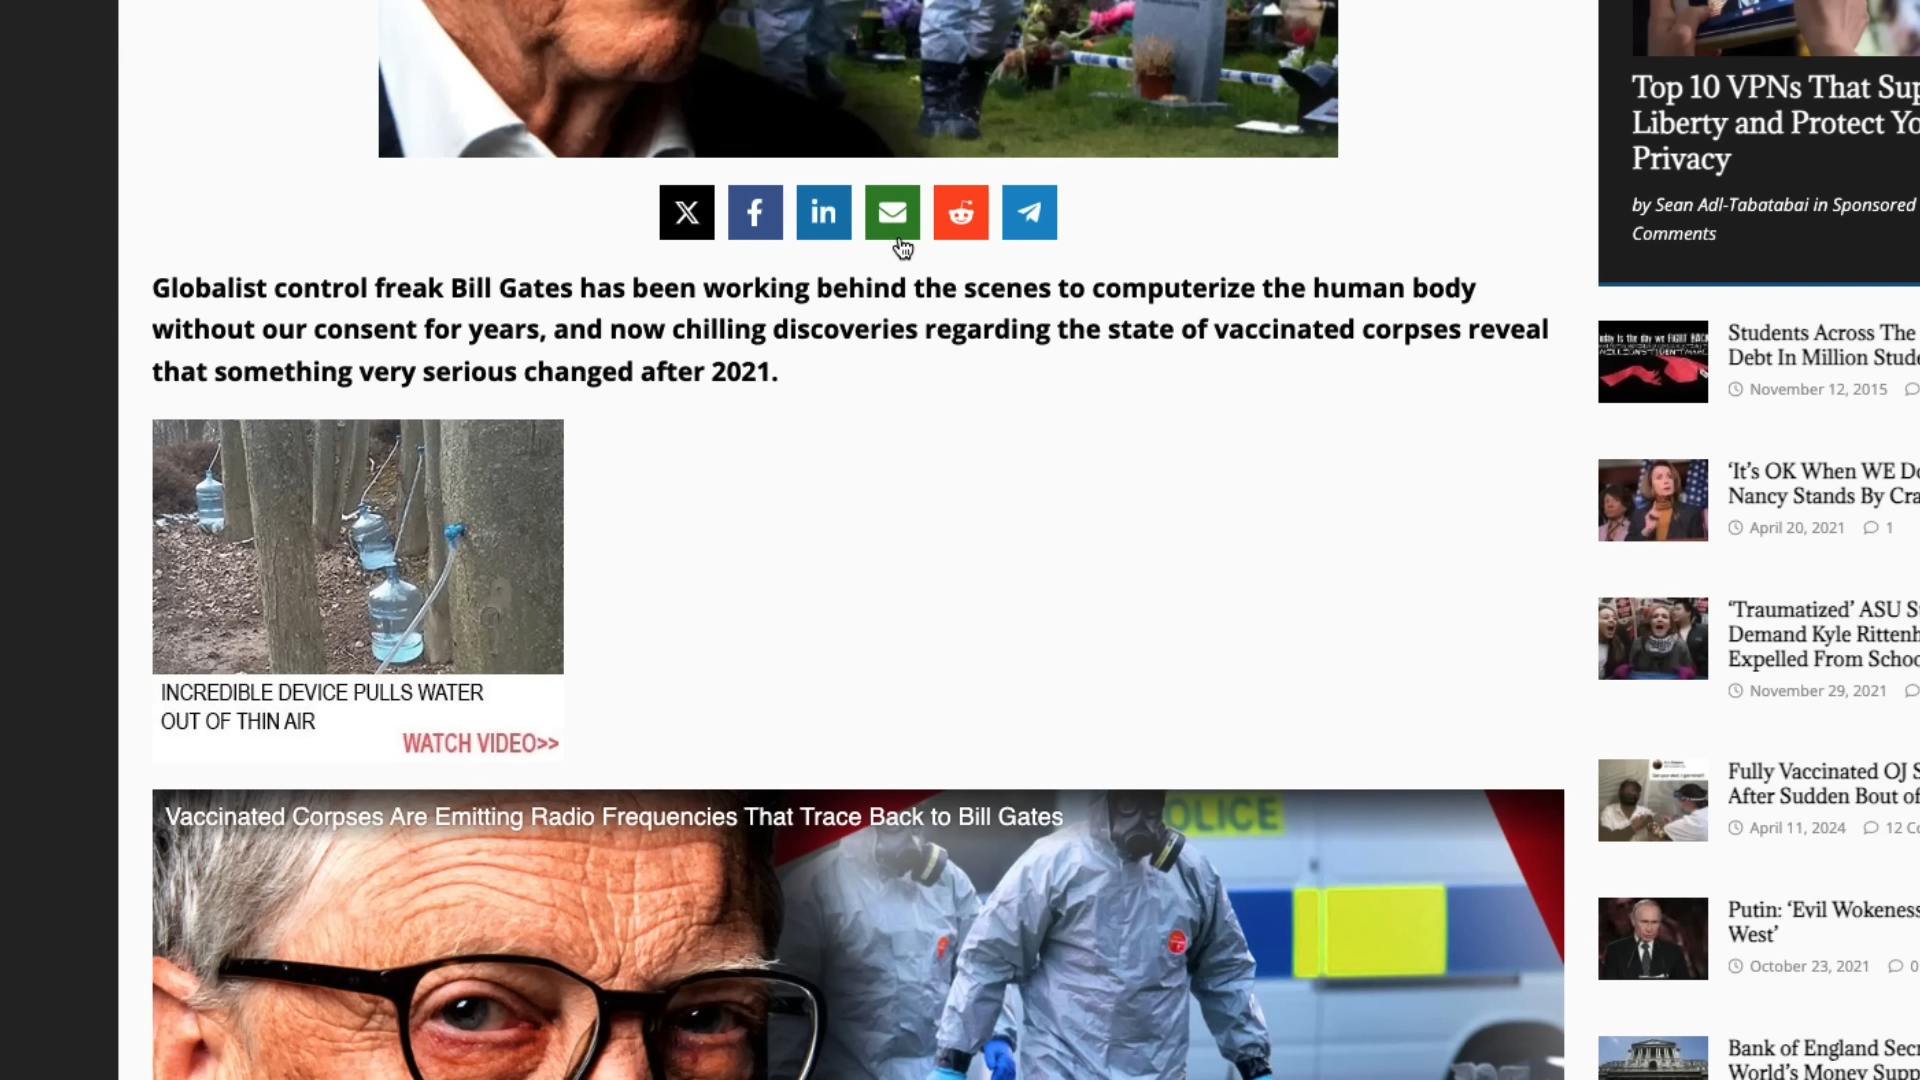 Globalist control freak Bill Gates has been working behind the scenes to computerize the human body
without our consent for years, and now chilling discoveries regarding the state of vaccinated corpses reveal
that something very serious changed after 2021.
INCREDIBLE DEVICE PULLS WATER
OUT OF THIN AIR
WATCH VIDEO>>
Vaccinated Corpses Are Emitting Radio Frequencies That Trace Back to Bill Gates
OLICE
Top 10 VPNs That Sup
Liberty and Protect Yo
Privacy
by Sean Adl-Tabatabai in Sponsored
Comments
Students Across The
Debt In Million Stude
November 12, 2015
‘It’s OK When WE Do
Nancy Stands By Cra
April 20, 2021 1
‘Traumatized’ ASU S
Demand Kyle Rittenh
Expelled From Schoo
November 29, 2021
Fully Vaccinated OJ S
After Sudden Bout of
April 11, 2024 12 Co
Putin: ‘Evil Wokeness
West’
October 23, 2021 0
Bank of England Secr
World’s Money Supp